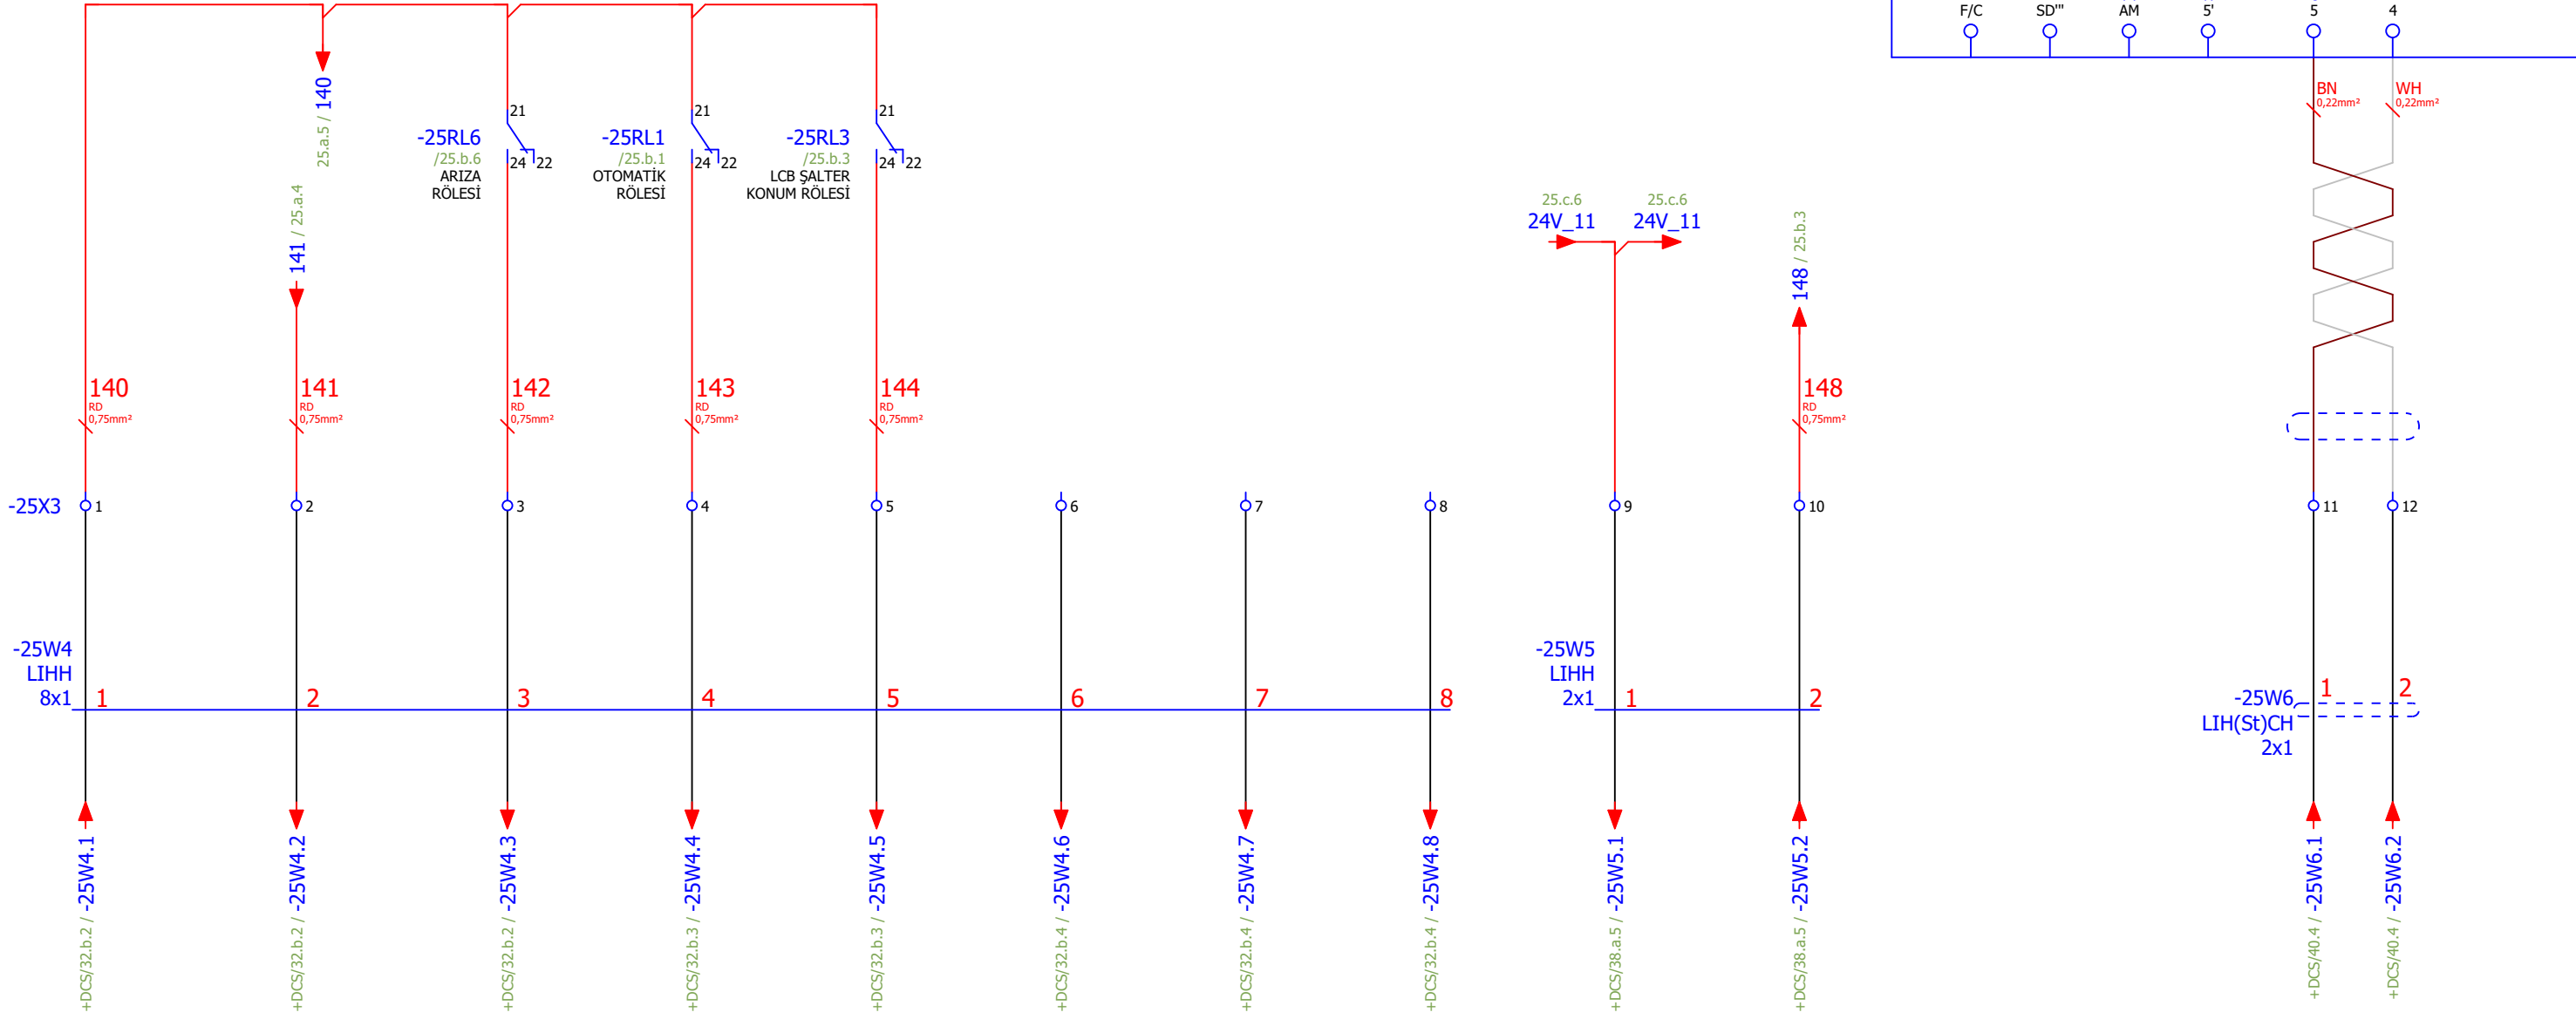 F/C
SD'''
AM
5'
5
4
BN
0,22mm²
WH
0,22mm²
25.a.5 / 140
141 / 25.a.4
21
-25RL6
/25.b.6
24
22
ARIZA
RÖLESİ
21
-25RL1
/25.b.1
24
22
OTOMATİK
RÖLESİ
21
-25RL3
/25.b.3
24
22
LCB ŞALTER
KONUM RÖLESİ
25.c.6
24V_11
25.c.6
24V_11
148 / 25.b.3
140
RD
0,75mm²
141
RD
0,75mm²
142
RD
0,75mm²
143
RD
0,75mm²
144
RD
0,75mm²
148
RD
0,75mm²
-25X3
1
2
3
4
5
6
7
8
9
10
11
12
-25W4
LIHH
8x1
1
2
3
4
5
6
7
8
-25W5
LIHH
2x1
1
2
-25W6
LIH(St)CH
2x1
1
2
+DCS/32.b.2 / -25W4.1
+DCS/32.b.2 / -25W4.2
+DCS/32.b.2 / -25W4.3
+DCS/32.b.3 / -25W4.4
+DCS/32.b.3 / -25W4.5
+DCS/32.b.4 / -25W4.6
+DCS/32.b.4 / -25W4.7
+DCS/32.b.4 / -25W4.8
+DCS/38.a.5 / -25W5.1
+DCS/38.a.5 / -25W5.2
+DCS/40.4 / -25W6.1
+DCS/40.4 / -25W6.2